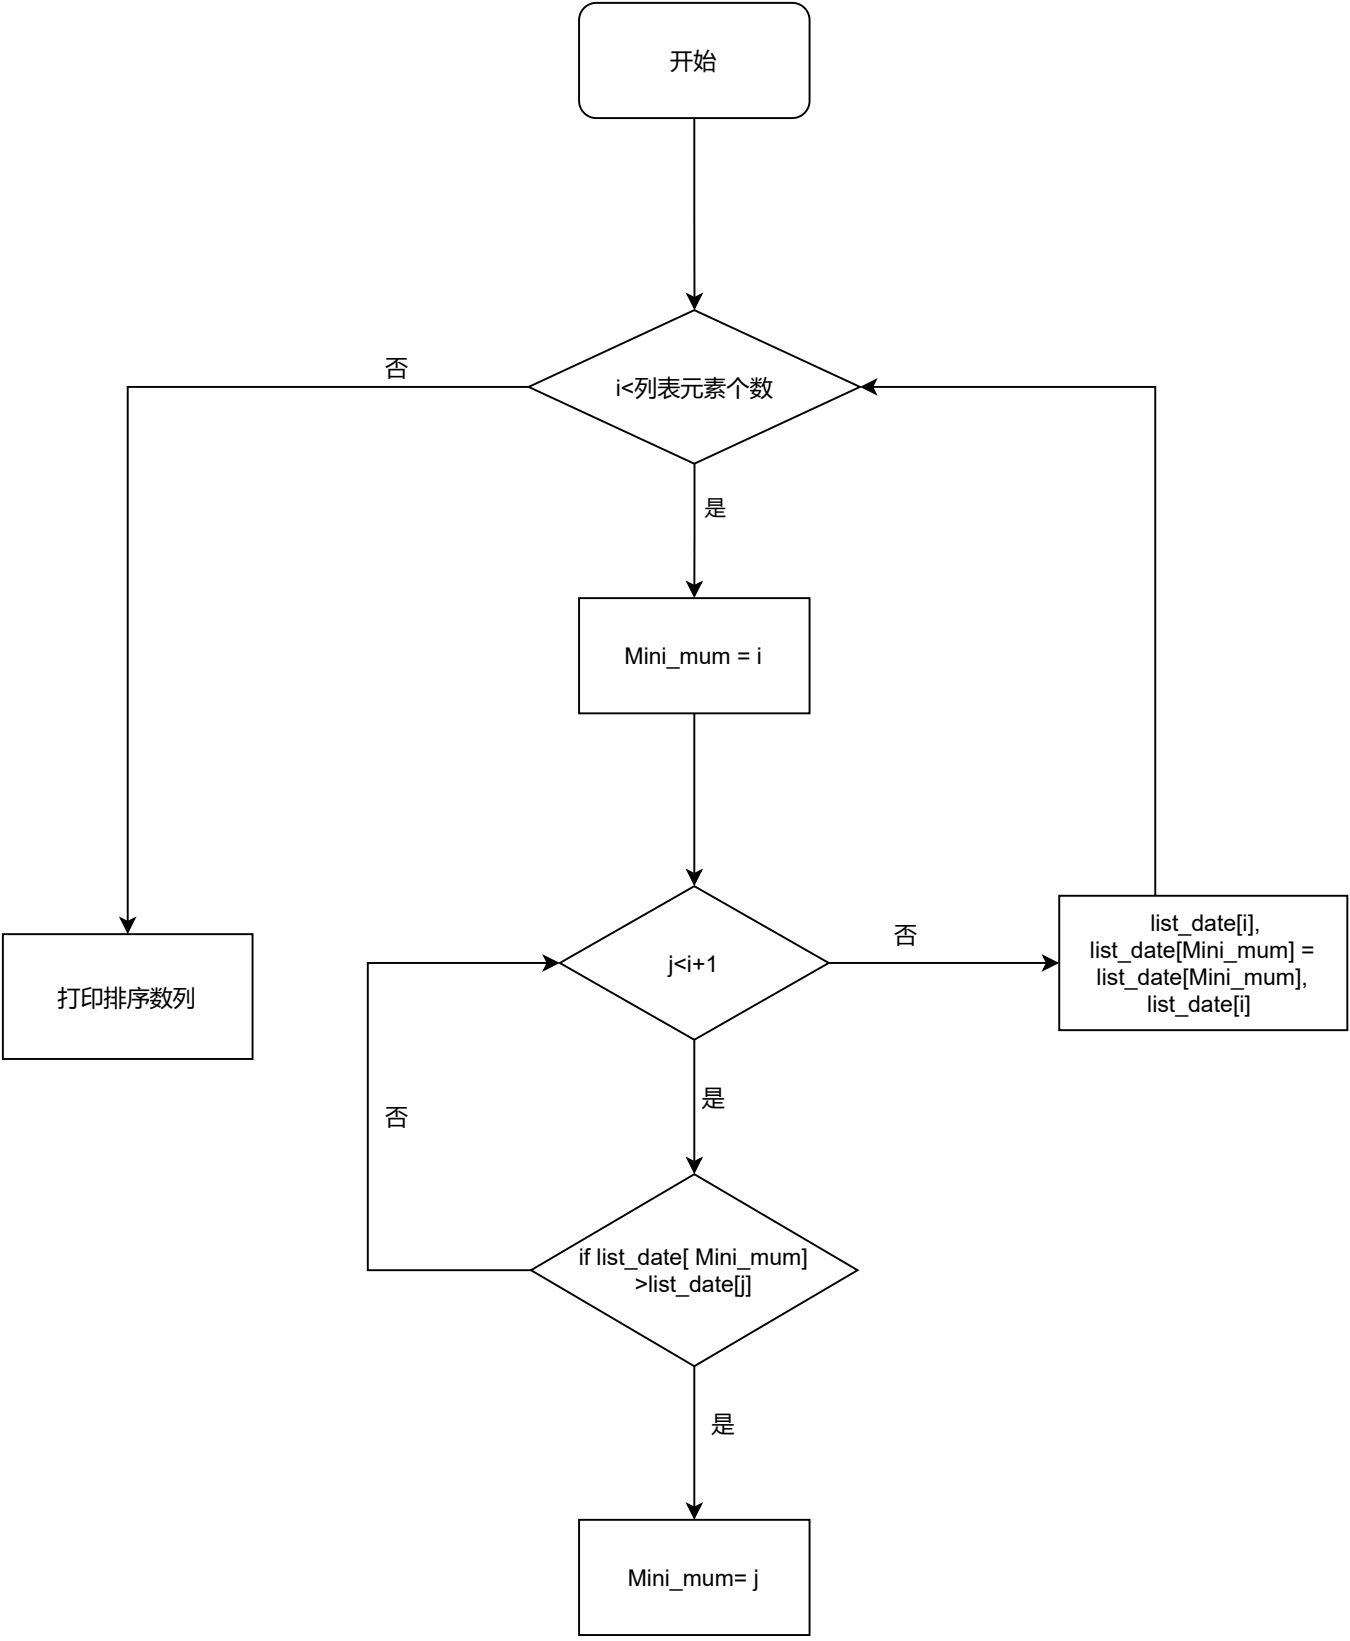 开始
否
i<列表元素个数
是
Mini_mum = i
j<i+1
否
list_date[i],
list_date[Mini_mum] =
list_date[Mini_mum],
list_date[i]
打印排序数列
是
否
if list_date[ Mini_mum]
>list_date[j]
是
Mini_mum= j